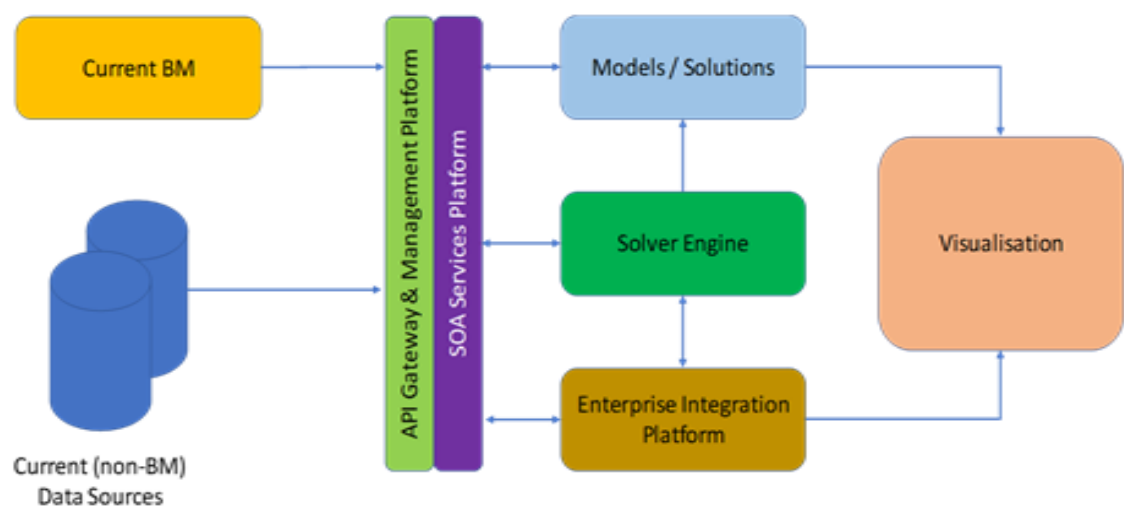 Current BM
API Gateway & Management Platform
SOA Services Platform
Models / Solutions
Solver Engine
Visualisation
Enterprise Integration
Platform
Current (non-BM)
Data Sources